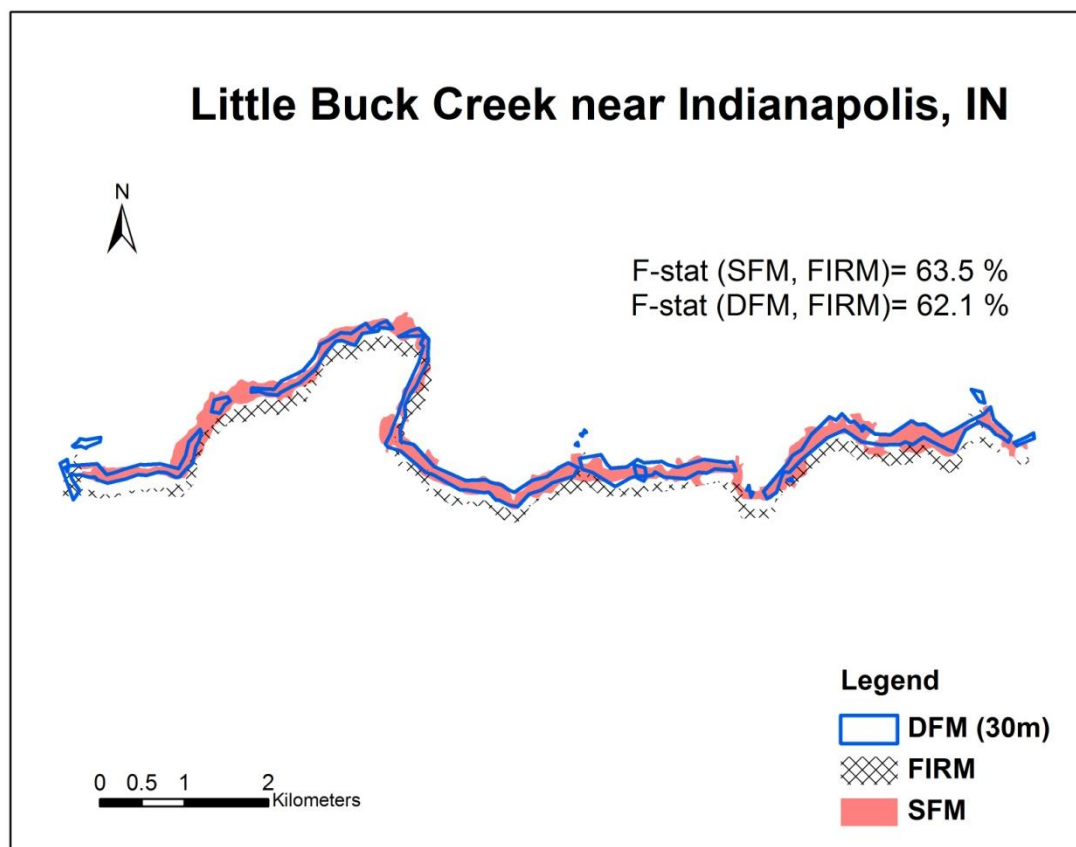 Little Buck Creek near Indianapolis, IN
N
F-stat (SFM, FIRM)= 63.5 %
F-stat (DFM, FIRM)= 62.1 %
Legend
DFM (30m)
FIRM
SFM
0 0.5 1 2
Kilometers